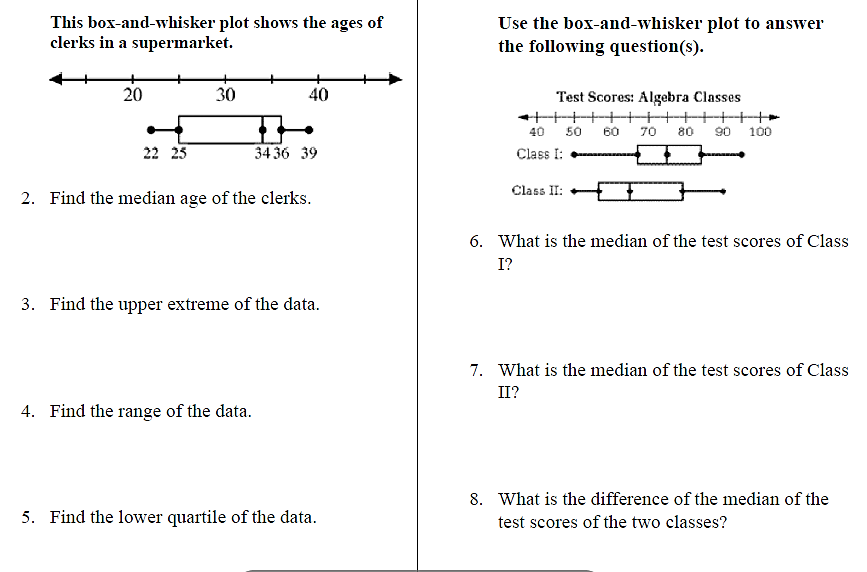 This box-and-whisker plot shows the ages of
clerks in a supermarket.
20 30 40
22 25 34 36 39
2. Find the median age of the clerks.
3. Find the upper extreme of the data.
4. Find the range of the data.
5. Find the lower quartile of the data.
Use the box-and-whisker plot to answer
the following question(s).
Test Scores: Algebra Classes
40 50 60 70 80 90 100
Class I:
Class II:
6. What is the median of the test scores of Class
I?
7. What is the median of the test scores of Class
II?
8. What is the difference of the median of the
test scores of the two classes?